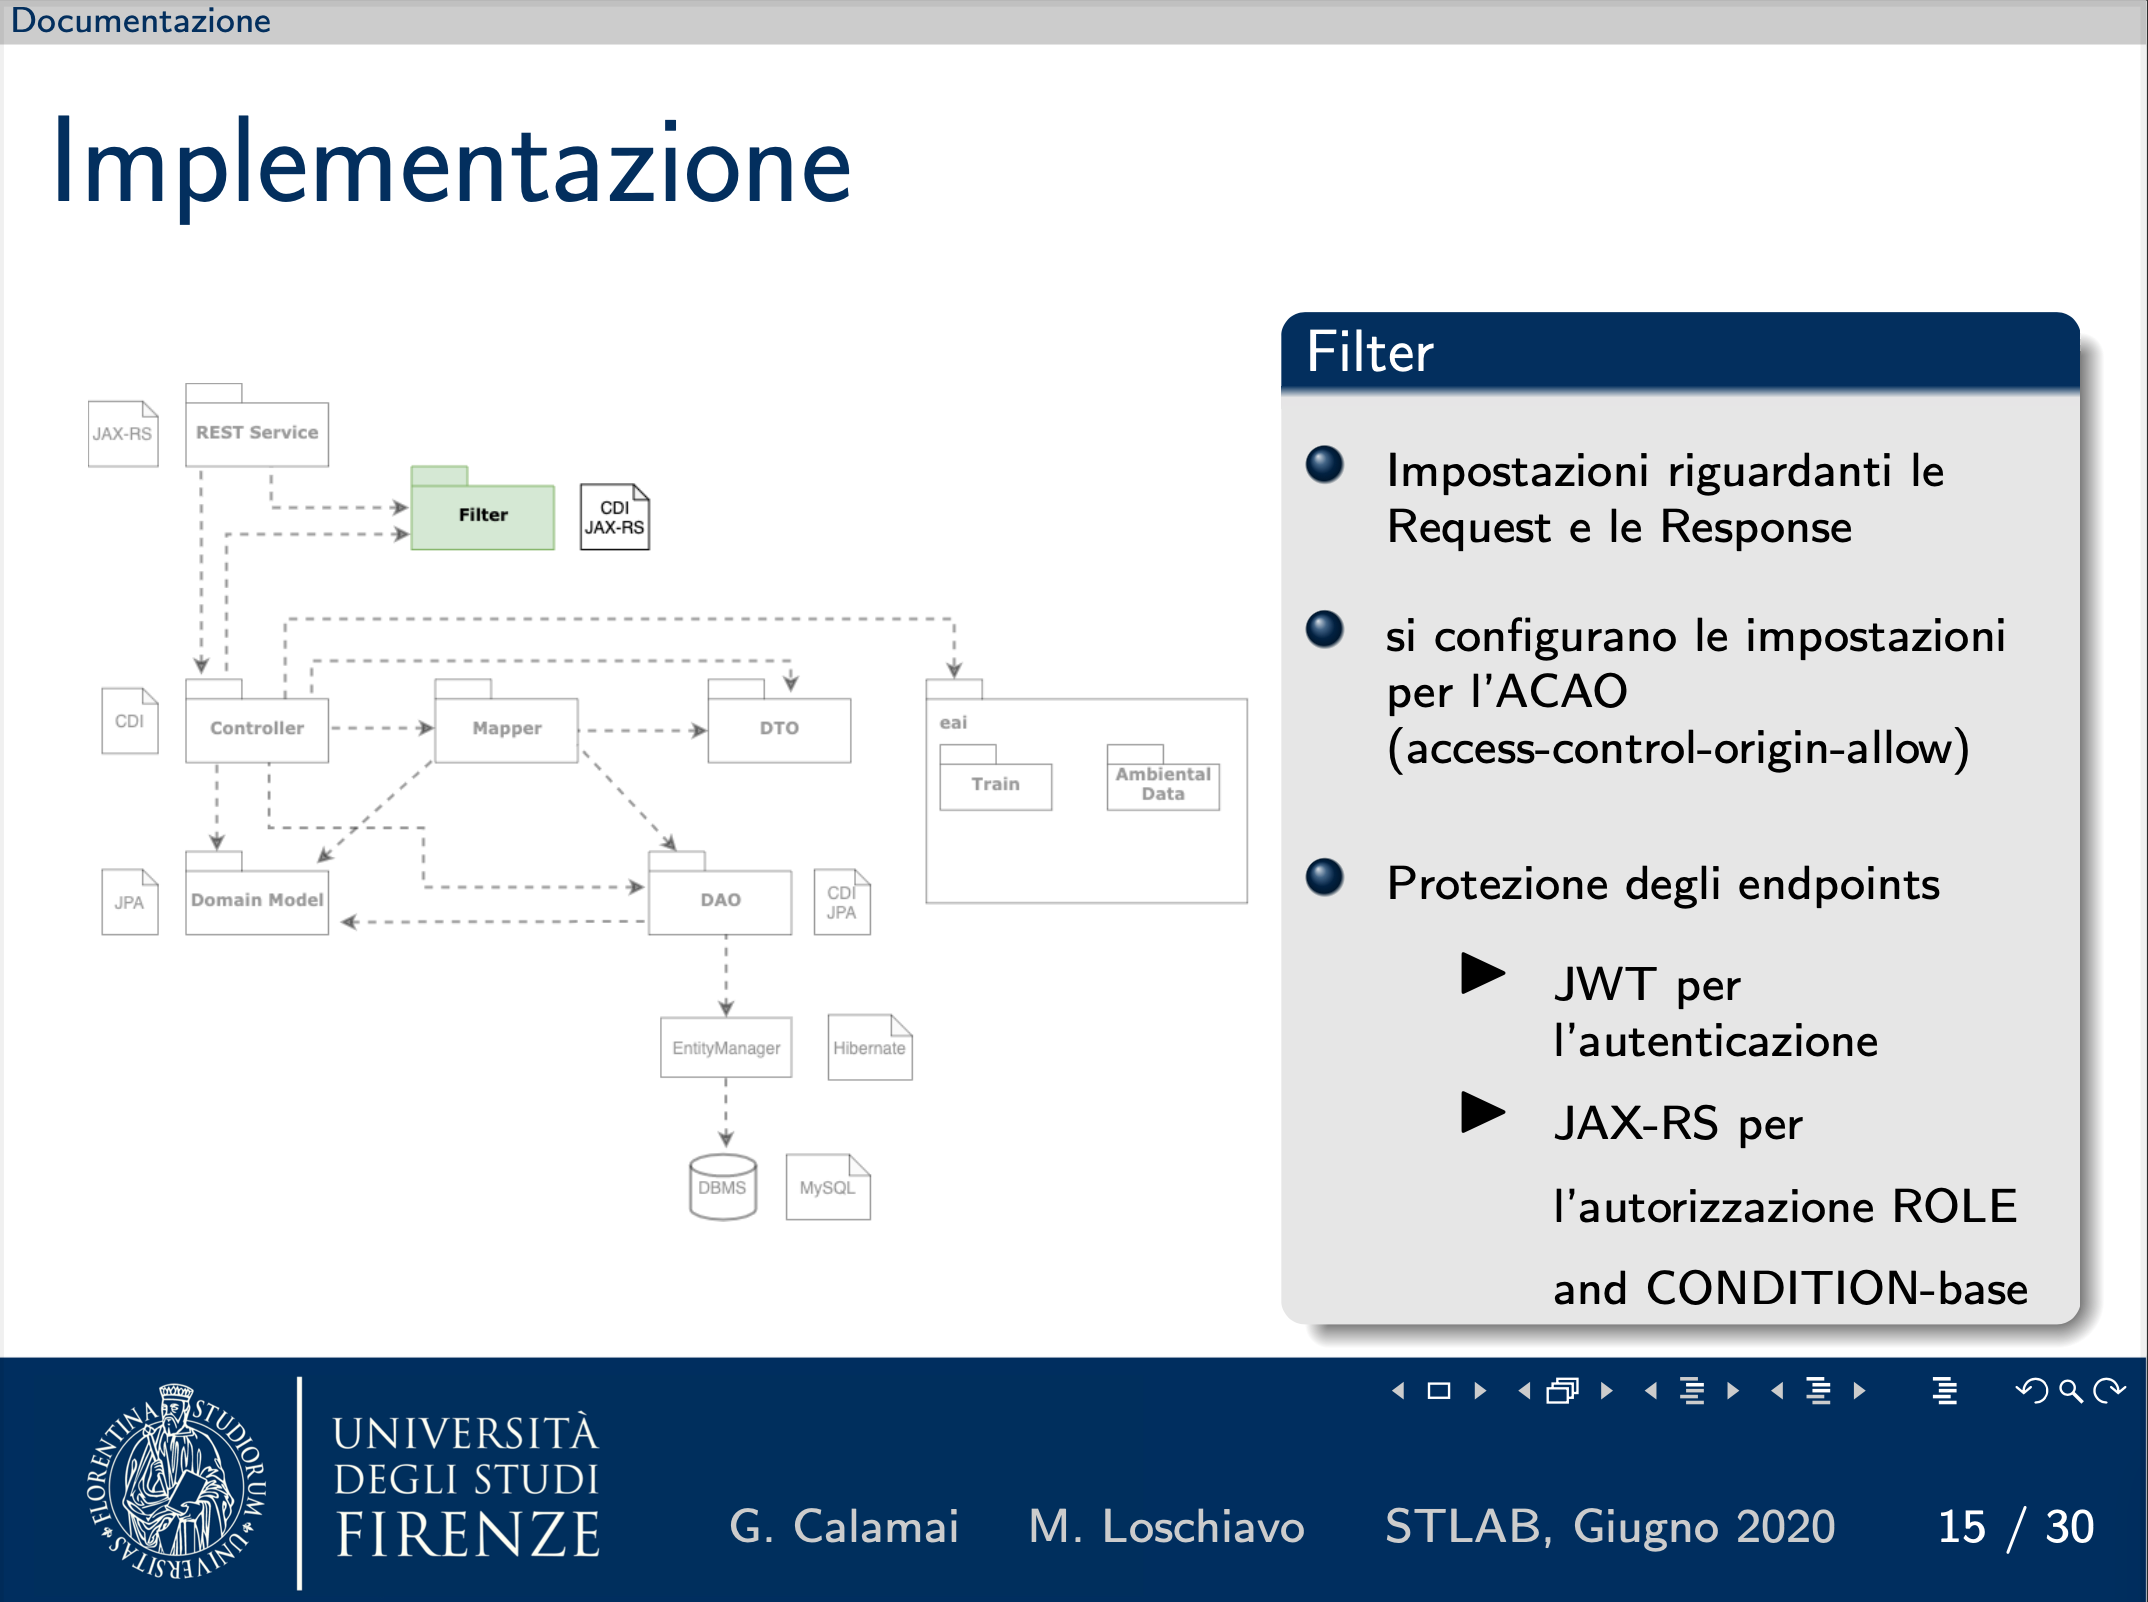 Documentazione
Implementazione
JAX-RS
REST Service
Filter
CDI
JAX-RS
CDI
Controller
Mapper
DTO
eai
Train
Ambiental
Data
JPA
Domain Model
DAO
CDI
JPA
EntityManager
Hibernate
DBMS
MySQL
Filter
Impostazioni riguardanti le
Request e le Response
si configurano le impostazioni
per l'ACAO
(access-control-origin-allow)
Protezione degli endpoints
JWT per
l'autenticazione
JAX-RS per
l'autorizzazione ROLE
and CONDITION-base
FLORENTINA STUDIORUM UNIVERSITAS
UNIVERSITÀ
DEGLI STUDI
FIRENZE
G. Calamai M. Loschiavo STLAB, Giugno 2020 15 / 30